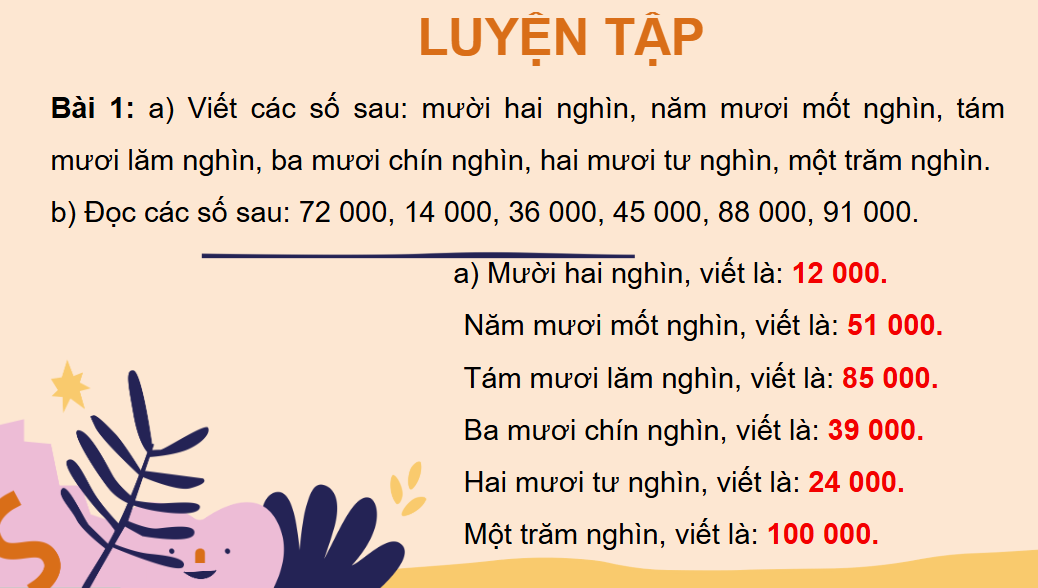 LUYỆN TẬP
Bài 1: a) Viết các số sau: mười hai nghìn, năm mươi mốt nghìn, tám
mươi lăm nghìn, ba mươi chín nghìn, hai mươi tư nghìn, một trăm nghìn.
b) Đọc các số sau: 72 000, 14 000, 36 000, 45 000, 88 000, 91 000.
a) Mười hai nghìn, viết là: 12 000.
Năm mươi mốt nghìn, viết là: 51 000.
Tám mươi lăm nghìn, viết là: 85 000.
Ba mươi chín nghìn, viết là: 39 000.
Hai mươi tư nghìn, viết là: 24 000.
Một trăm nghìn, viết là: 100 000.